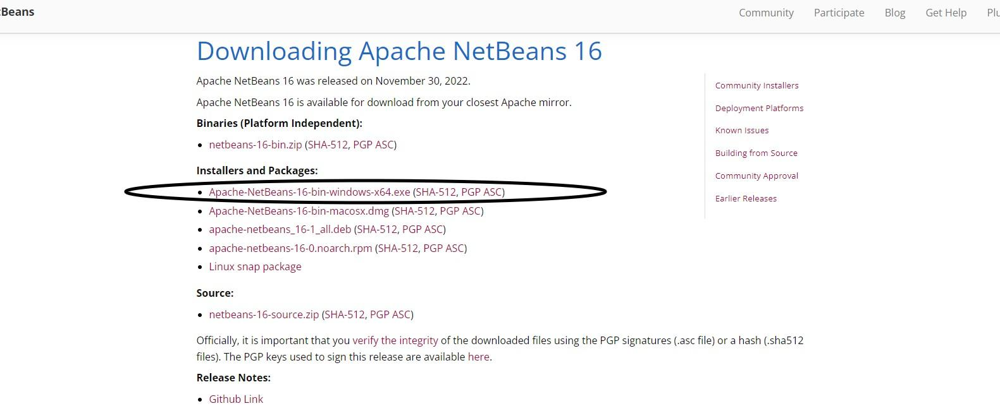 Beans
Community Participate Blog Get Help
Downloading Apache NetBeans 16
Apache NetBeans 16 was released on November 30, 2022.
Apache NetBeans 16 is available for download from your closest Apache mirror.
Binaries (Platform Independent):
• netbeans-16-bin.zip (SHA-512, PGP ASC)
Installers and Packages:
• Apache-NetBeans-16-bin-windows-x64.exe (SHA-512, PGP ASC)
• Apache-NetBeans-16-bin-macosx.dmg (SHA-512, PGP ASC)
• apache-netbeans_16-1_all.deb (SHA-512, PGP ASC)
• apache-netbeans-16-0.noarch.rpm (SHA-512, PGP ASC)
• Linux snap package
Source:
• netbeans-16-source.zip (SHA-512, PGP ASC)
Officially, it is important that you verify the integrity of the downloaded files using the PGP signatures (.asc file) or a hash (.sha512
files). The PGP keys used to sign this release are available here.
Release Notes:
• Github Link
Community Installers
Deployment Platforms
Known Issues
Building from Source
Community Approval
Earlier Releases